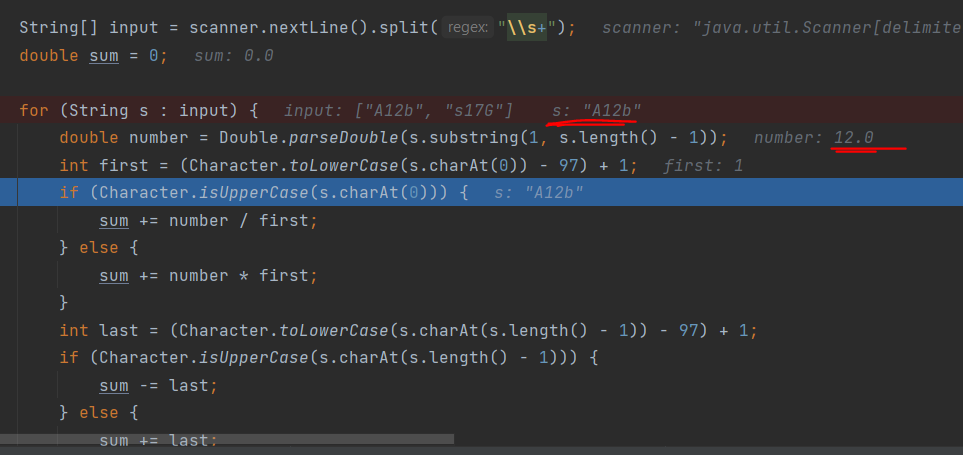 String[] input = scanner.nextLine().split( regex: "\\s+"); scanner: "java.util.Scanner[delimite
double sum = 0; sum: 0.0
for (String s : input) { input: ["A12b", "s17G"] s: "A12b"
double number = Double.parseDouble(s.substring(1, s.length() - 1)); number: 12.0
int first = (Character.toLowerCase(s.charAt(0)) - 97) + 1; first: 1
if (Character.isUpperCase(s.charAt(0))) { s: "A12b"
sum += number / first;
} else {
sum += number * first;
}
int last = (Character.toLowerCase(s.charAt(s.length() - 1)) - 97) + 1;
if (Character.isUpperCase(s.charAt(s.length() - 1))) {
sum -= last;
} else {
sum += last;